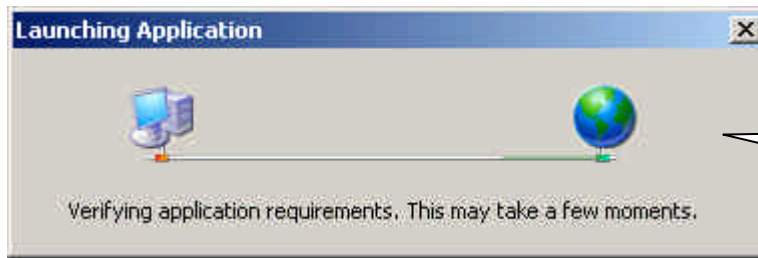 Launching Application
Verifying application requirements. This may take a few moments.